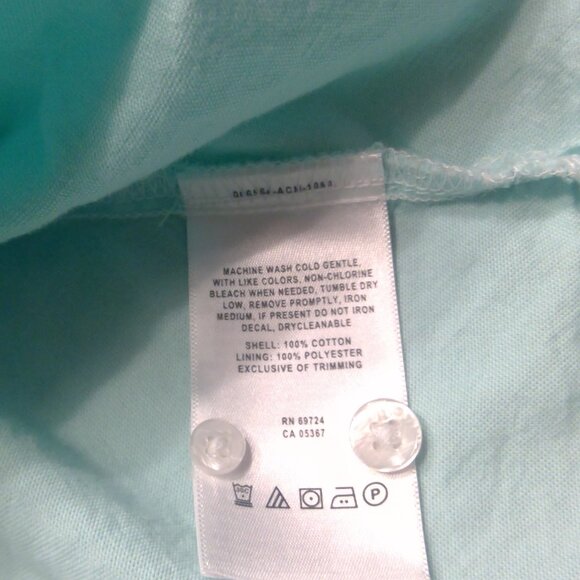 MACHINE WASH COLD GENTLE,
WITH LIKE COLORS, NON-CHLORINE
BLEACH WHEN NEEDED, TUMBLE DRY
LOW, REMOVE PROMPTLY, IRON
MEDIUM. IF PRESENT DO NOT IRON
DECAL, DRYCLEANABLE
SHELL: 100% COTTON
LINING: 100% POLYESTER
EXCLUSIVE OF TRIMMING
RN 69724
CA 05367
P